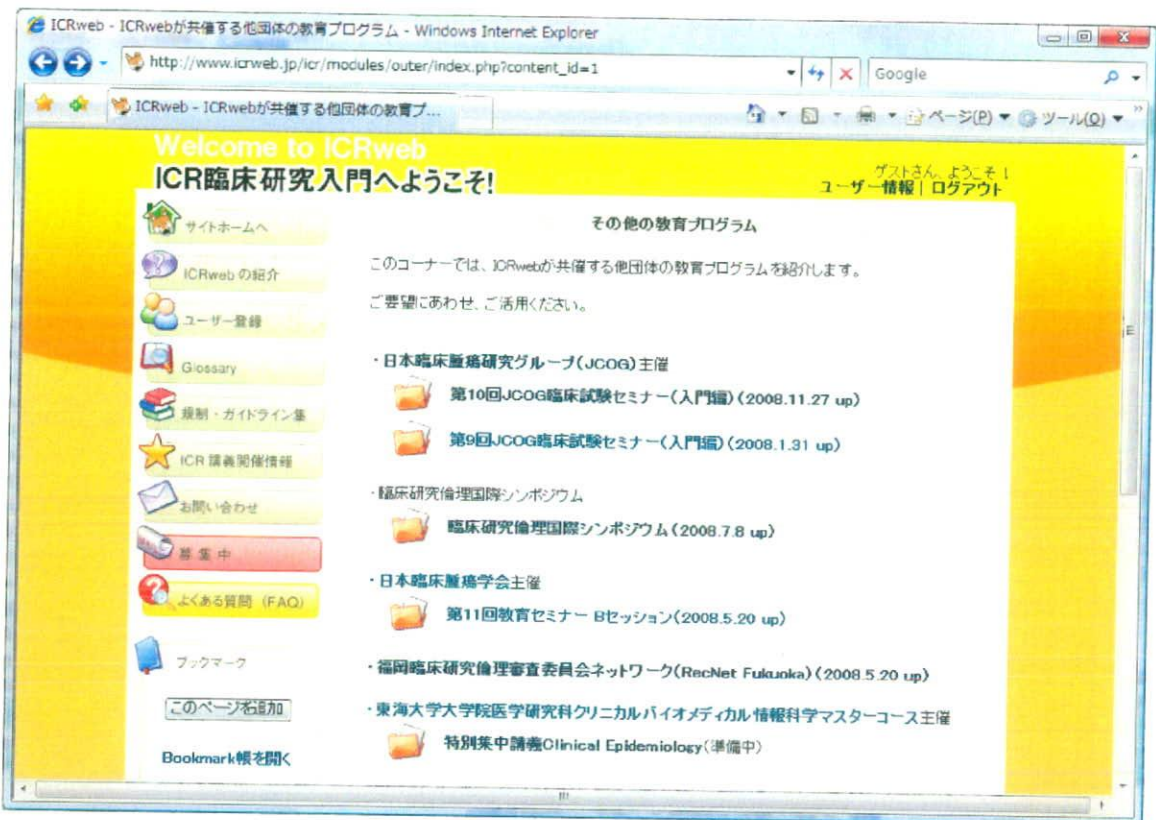 ICRweb - ICRwebが共催する他団体の教育プログラム - Windows Internet Explorer
http://www.icrweb.jp/icr/modules/outer/index.php?content_id=1
Google
ICRweb - ICRwebが共催する他団体の教育プ...
ページ(P)
ツール(O)
Welcome to ICRweb
ICR臨床研究入門へようこそ!
ゲストさん、ようこそ!
ユーザー情報 | ログアウト
サイトホームへ
ICRwebの紹介
ユーザー登録
Glossary
規制・ガイドライン集
ICR 講義開催情報
お問い合わせ
募集中
よくある質問 (FAQ)
ブックマーク
このページを追加
Bookmark帳を開く
その他の教育プログラム
このコーナーでは、ICRwebが共催する他団体の教育プログラムを紹介します。
ご要望にあわせ、ご活用ください。
・日本臨床腫瘍研究グループ(JCOG)主催
第10回JCOG臨床試験セミナー(入門編)(2008.11.27 up)
第9回JCOG臨床試験セミナー(入門編)(2008.1.31 up)
・臨床研究倫理国際シンポジウム
臨床研究倫理国際シンポジウム(2008.7.8 up)
・日本臨床腫瘍学会主催
第11回教育セミナー Bセッション(2008.5.20 up)
・福岡臨床研究倫理審査委員会ネットワーク(RecNet Fukuoka)(2008.5.20 up)
・東海大学大学院医学研究科クリニカルバイオメディカル情報科学マスターコース主催
特別集中講義Clinical Epidemiology(準備中)